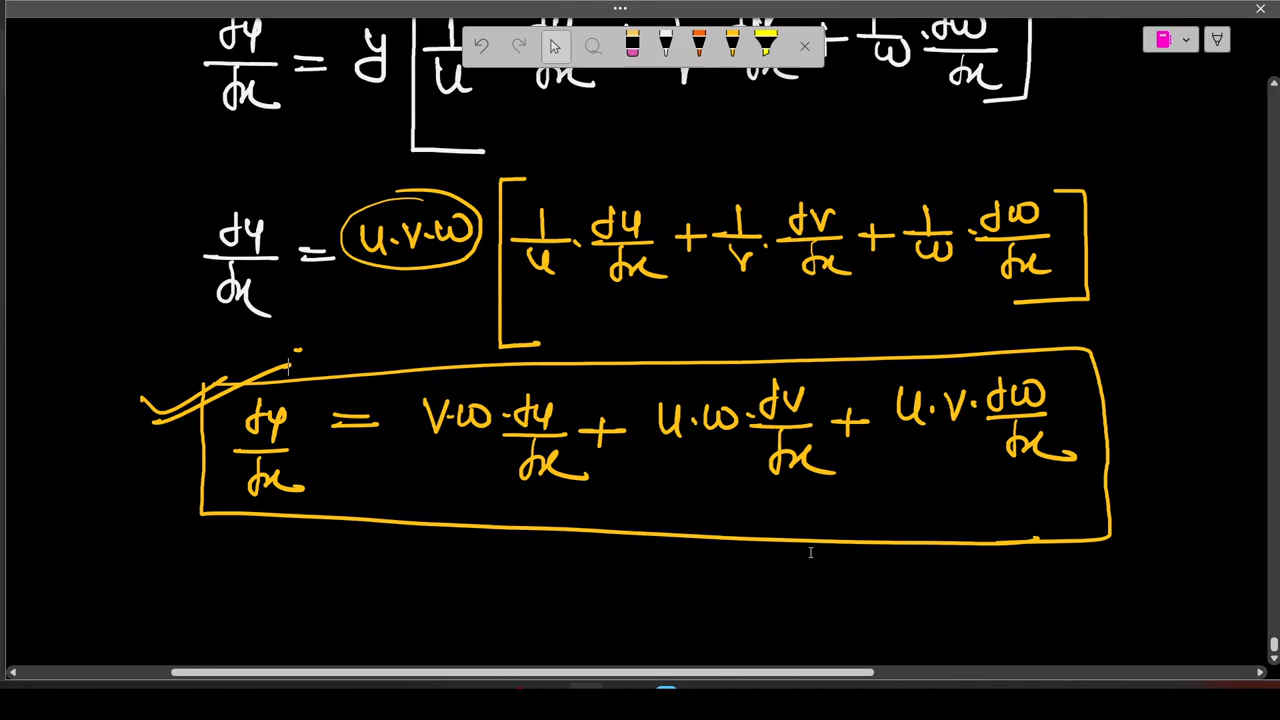 dy/dx = y [ 1/u · du/dx + 1/v · dv/dx + 1/w · dw/dx ]
dy/dx = u·v·w [ 1/u · du/dx + 1/v · dv/dx + 1/w · dw/dx ]
dy/dx = v·w · du/dx + u·w · dv/dx + u·v · dw/dx